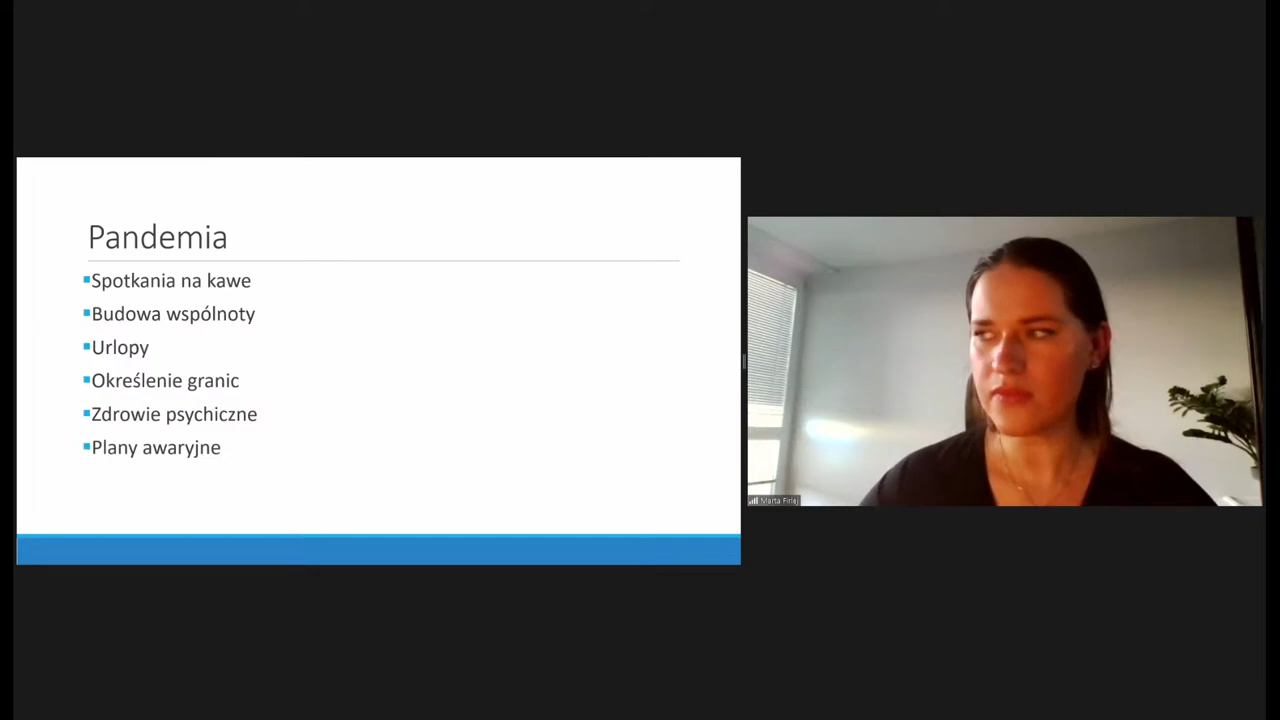 Pandemia
Spotkania na kawe
Budowa wspólnoty
Urlopy
Określenie granic
Zdrowie psychiczne
Plany awaryjne
Marta Firlej